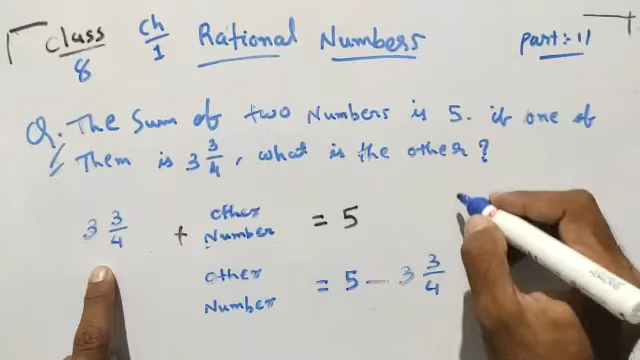 Class 8 Ch 1 Rational Numbers part:- 11
Q. The Sum of two Numbers is 5. if one of
Them is 3 3/4, what is the other?
3 3/4 + other Number = 5
other Number = 5 - 3 3/4